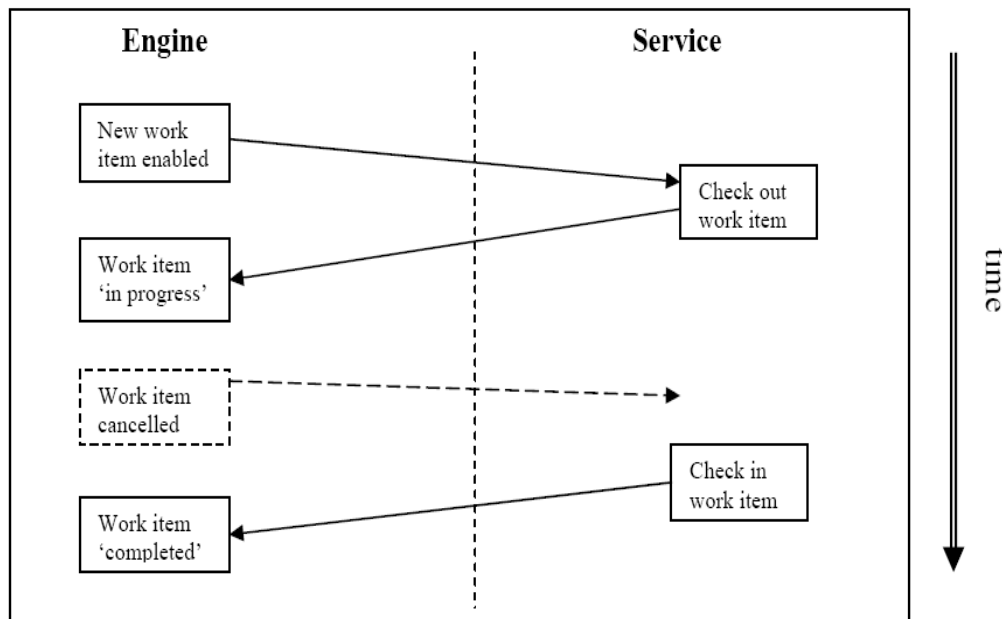 Engine
Service
New work
item enabled
Check out
work item
Work item
‘in progress’
Work item
cancelled
Check in
work item
Work item
‘completed’
time